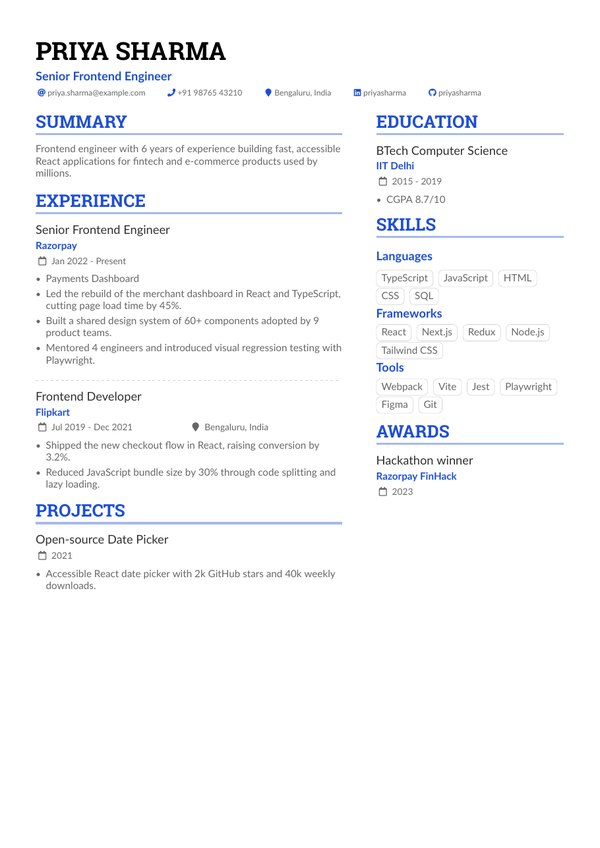 PRIYA SHARMA
Senior Frontend Engineer
priya.sharma@example.com +91 98765 43210 Bengaluru, India priyasharma priyasharma
SUMMARY
Frontend engineer with 6 years of experience building fast, accessible
React applications for fintech and e-commerce products used by
millions.
EXPERIENCE
Senior Frontend Engineer
Razorpay
Jan 2022 - Present
• Payments Dashboard
• Led the rebuild of the merchant dashboard in React and TypeScript,
cutting page load time by 45%.
• Built a shared design system of 60+ components adopted by 9
product teams.
• Mentored 4 engineers and introduced visual regression testing with
Playwright.
Frontend Developer
Flipkart
Jul 2019 - Dec 2021 Bengaluru, India
• Shipped the new checkout flow in React, raising conversion by
3.2%.
• Reduced JavaScript bundle size by 30% through code splitting and
lazy loading.
PROJECTS
Open-source Date Picker
2021
• Accessible React date picker with 2k GitHub stars and 40k weekly
downloads.
EDUCATION
BTech Computer Science
IIT Delhi
2015 - 2019
• CGPA 8.7/10
SKILLS
Languages
TypeScript JavaScript HTML
CSS SQL
Frameworks
React Next.js Redux Node.js
Tailwind CSS
Tools
Webpack Vite Jest Playwright
Figma Git
AWARDS
Hackathon winner
Razorpay FinHack
2023